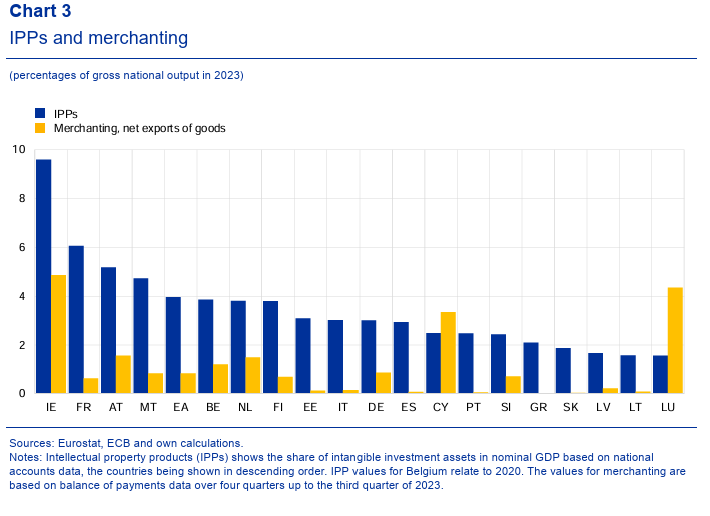 Chart 3
IPPs and merchanting
(percentages of gross national output in 2023)
IPPs
Merchanting, net exports of goods
10
8
6
4
2
0
IE FR AT MT EA BE NL FI EE IT DE ES CY PT SI GR SK LV LT LU
Sources: Eurostat, ECB and own calculations.
Notes: Intellectual property products (IPPs) shows the share of intangible investment assets in nominal GDP based on national
accounts data, the countries being shown in descending order. IPP values for Belgium relate to 2020. The values for merchanting are
based on balance of payments data over four quarters up to the third quarter of 2023.